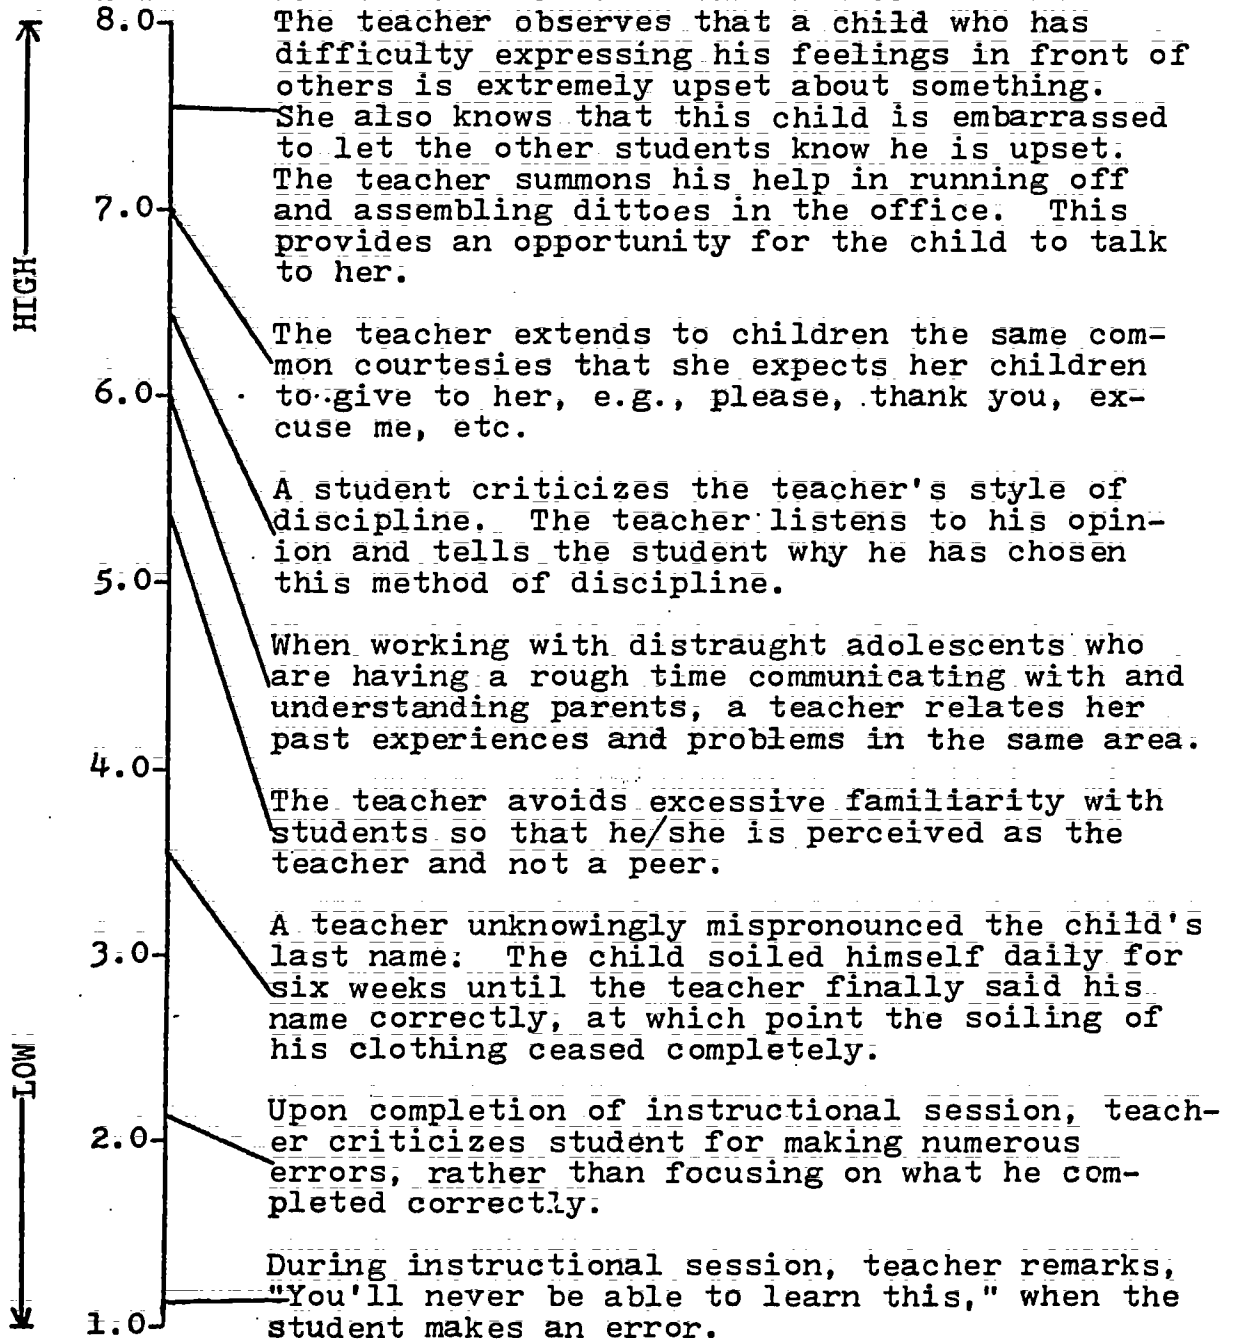 8.0
The teacher observes that a child who has
difficulty expressing his feelings in front of
others is extremely upset about something.
She also knows that this child is embarrassed
to let the other students know he is upset.
The teacher summons his help in running off
7.0
and assembling dittoes in the office. This
provides an opportunity for the child to talk
to her.
HIGH
The teacher extends to children the same com-
mon courtesies that she expects her children
6.0
to give to her, e.g., please, thank you, ex-
cuse me, etc.
A student criticizes the teacher's style of
discipline. The teacher listens to his opin-
ion and tells the student why he has chosen
5.0
this method of discipline.
When working with distraught adolescents who
are having a rough time communicating with and
understanding parents, a teacher relates her
past experiences and problems in the same area.
4.0
The teacher avoids excessive familiarity with
students so that he/she is perceived as the
teacher and not a peer.
A teacher unknowingly mispronounced the child's
3.0
last name. The child soiled himself daily for
six weeks until the teacher finally said his
name correctly, at which point the soiling of
his clothing ceased completely.
LOW
Upon completion of instructional session, teach-
2.0
er criticizes student for making numerous
errors, rather than focusing on what he com-
pleted correctly.
During instructional session, teacher remarks,
"You'll never be able to learn this," when the
1.0
student makes an error.